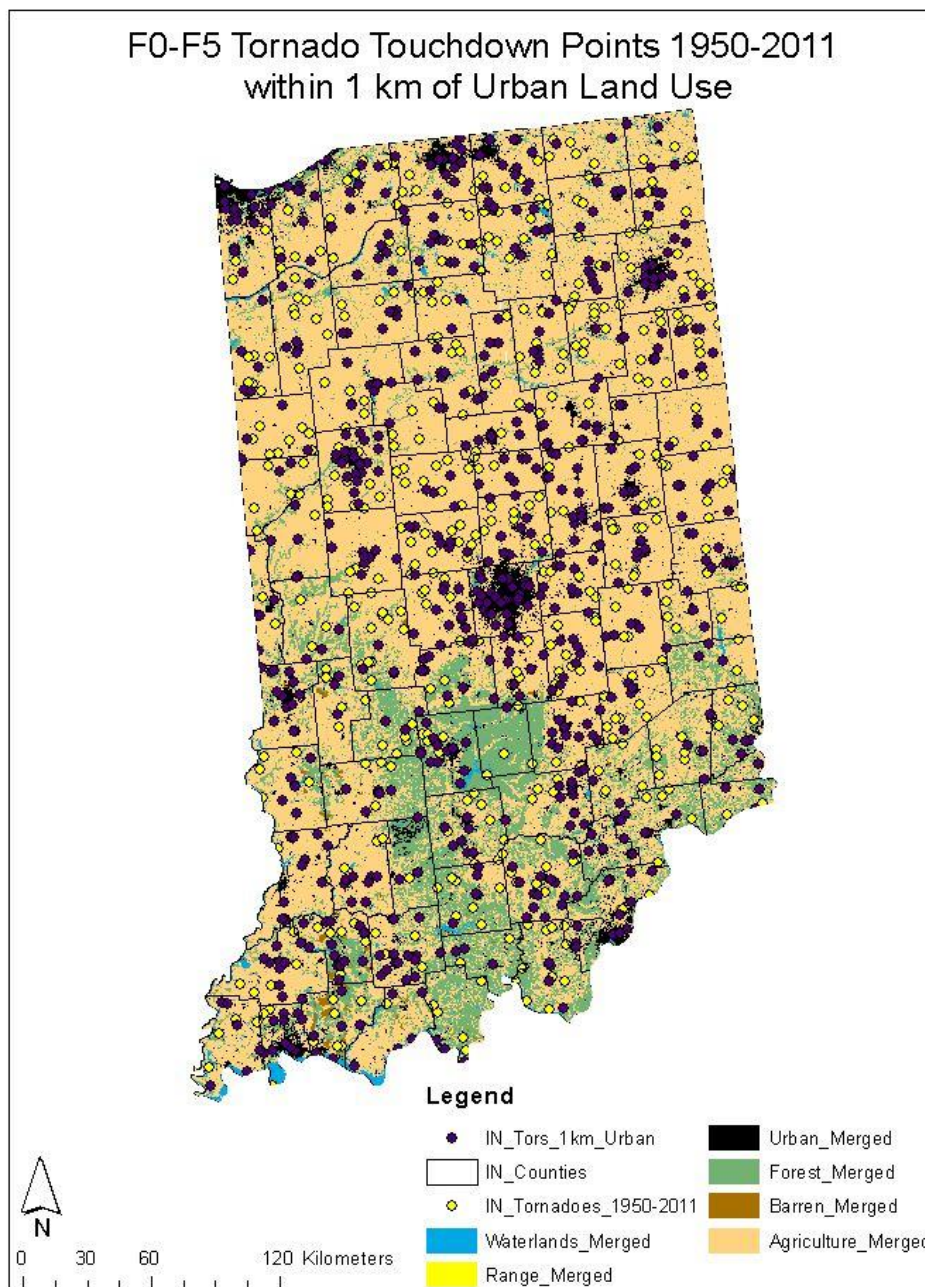 F0-F5 Tornado Touchdown Points 1950-2011
within 1 km of Urban Land Use
Legend
IN_Tors_1km_Urban
IN_Counties
IN_Tornadoes_1950-2011
Waterlands_Merged
Range_Merged
Urban_Merged
Forest_Merged
Barren_Merged
Agriculture_Merged
N
0 30 60 120 Kilometers